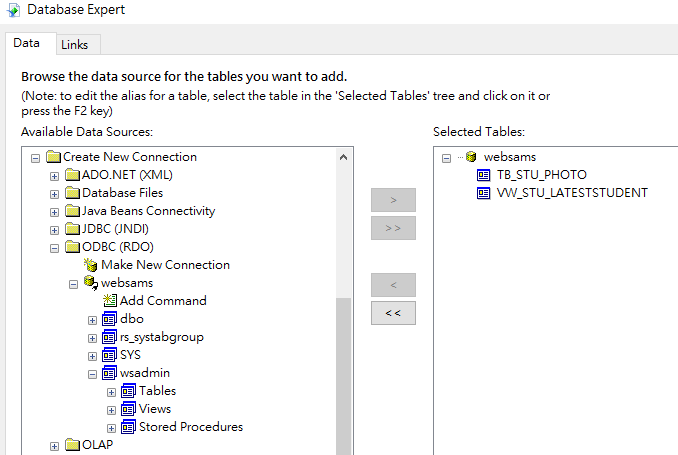 Database Expert
Data
Links
Browse the data source for the tables you want to add.
(Note: to edit the alias for a table, select the table in the 'Selected Tables' tree and click on it or
press the F2 key)
Available Data Sources:
Create New Connection
ADO.NET (XML)
Database Files
Java Beans Connectivity
JDBC (JNDI)
ODBC (RDO)
Make New Connection
websams
Add Command
dbo
rs_systabgroup
SYS
wsadmin
Tables
Views
Stored Procedures
OLAP
>
>>
<
<<
Selected Tables:
websams
TB_STU_PHOTO
VW_STU_LATESTSTUDENT